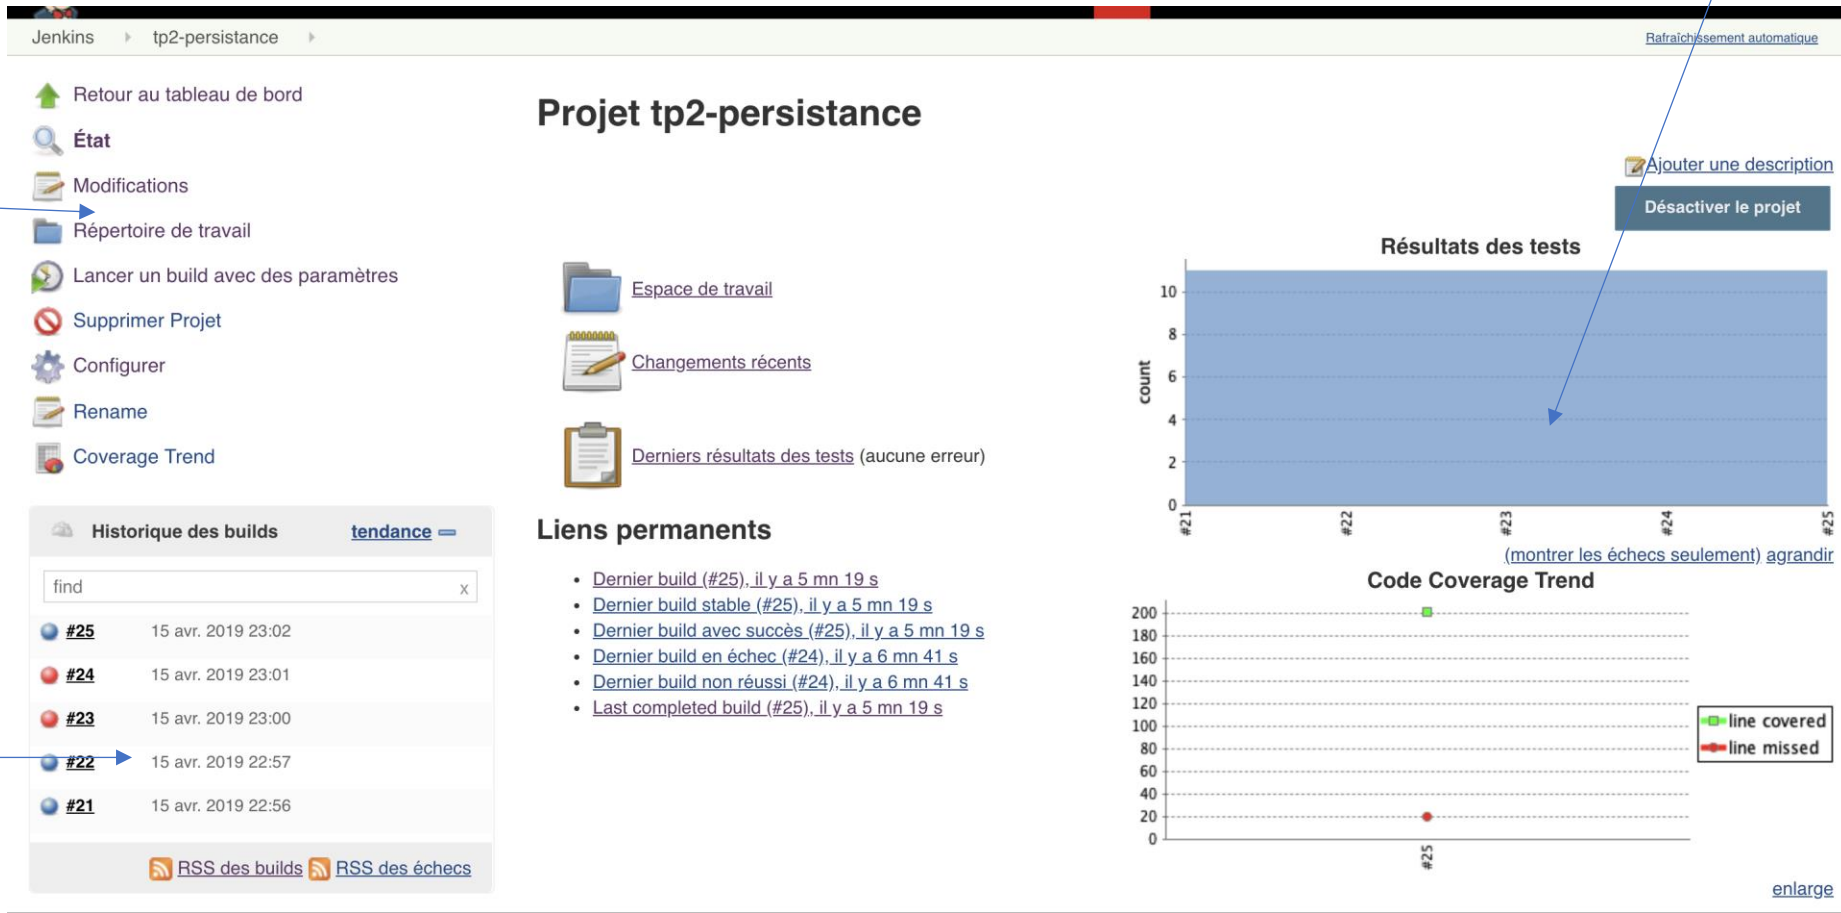 Jenkins tp2-persistance
Rafraîchissement automatique
Retour au tableau de bord
État
Modifications
Répertoire de travail
Lancer un build avec des paramètres
Supprimer Projet
Configurer
Rename
Coverage Trend
Historique des builds tendance
find x
#25 15 avr. 2019 23:02
#24 15 avr. 2019 23:01
#23 15 avr. 2019 23:00
#22 15 avr. 2019 22:57
#21 15 avr. 2019 22:56
RSS des builds RSS des échecs
Projet tp2-persistance
Ajouter une description
Désactiver le projet
Espace de travail
Changements récents
Derniers résultats des tests (aucune erreur)
Liens permanents
Dernier build (#25), il y a 5 mn 19 s
Dernier build stable (#25), il y a 5 mn 19 s
Dernier build avec succès (#25), il y a 5 mn 19 s
Dernier build en échec (#24), il y a 6 mn 41 s
Dernier build non réussi (#24), il y a 6 mn 41 s
Last completed build (#25), il y a 5 mn 19 s
Résultats des tests
count
10
8
6
4
2
0
#21 #22 #23 #24 #25
(montrer les échecs seulement) agrandir
Code Coverage Trend
200
180
160
140
120
100
80
60
40
20
0
#25
line covered
line missed
enlarge